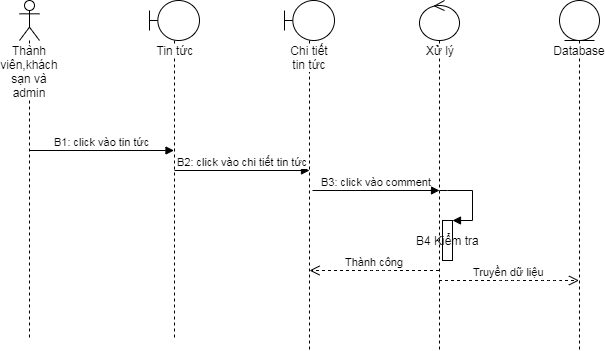 Thành
viên,khách
sạn và
admin
Tin tức
Chi tiết
tin tức
Xử lý
Database
B1: click vào tin tức
B2: click vào chi tiết tin tức
B3: click vào comment
B4 Kiểm tra
Thành công
Truyền dữ liệu